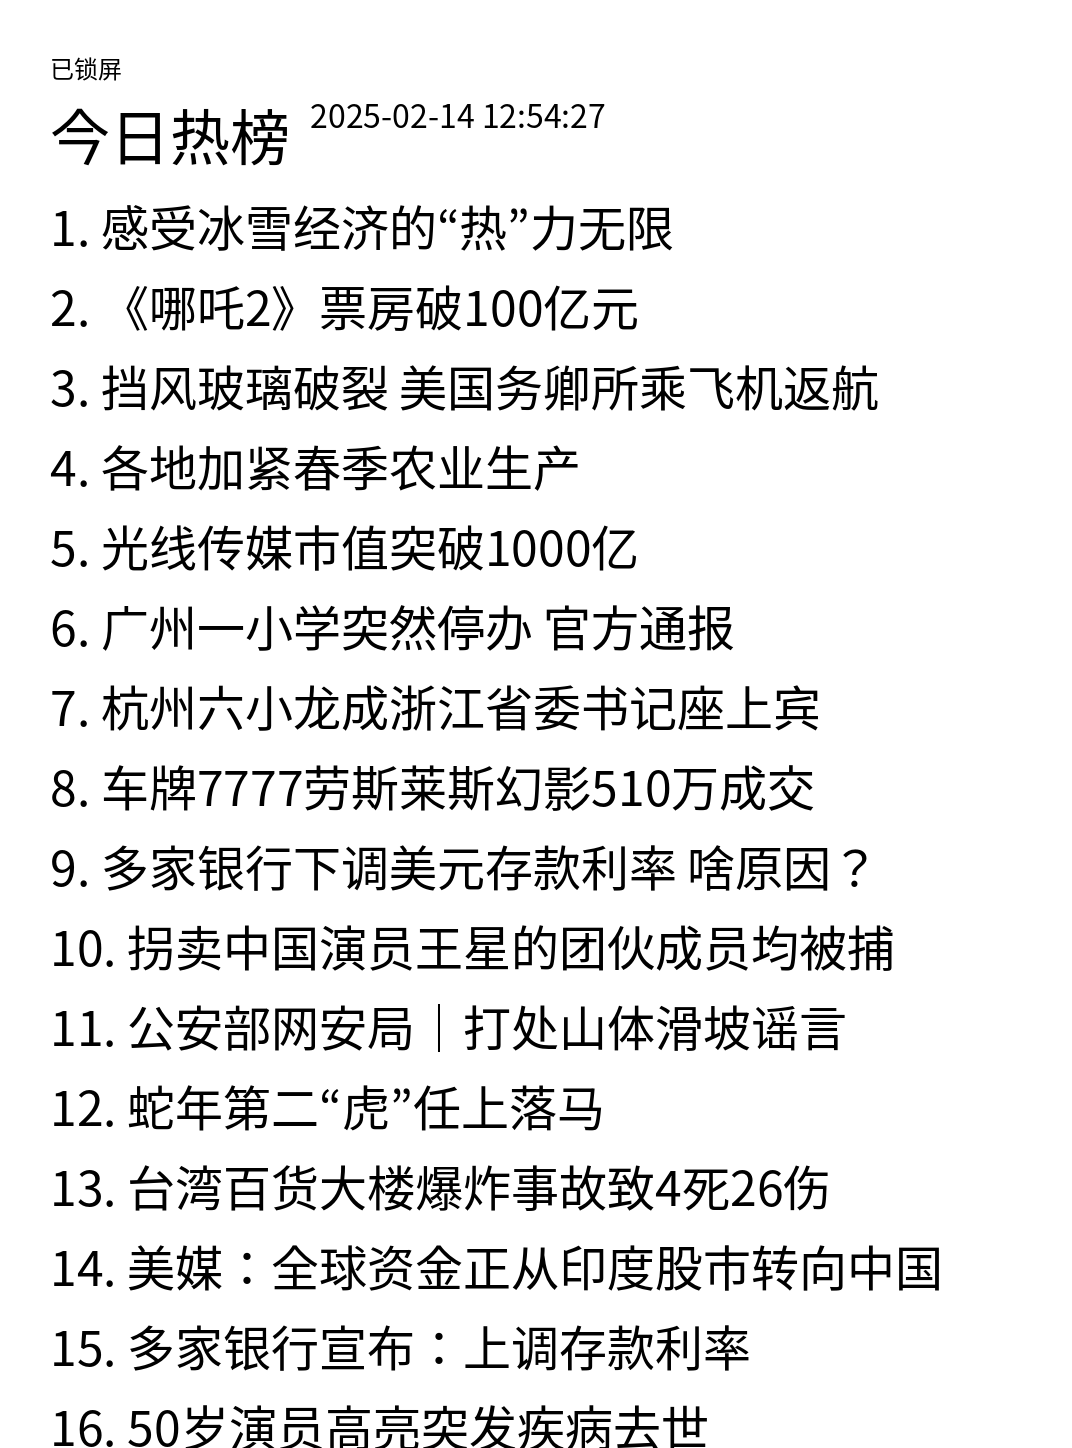 已锁屏
今日热榜 2025-02-14 12:54:27
1. 感受冰雪经济的“热”力无限
2. 《哪吒2》票房破100亿元
3. 挡风玻璃破裂 美国务卿所乘飞机返航
4. 各地加紧春季农业生产
5. 光线传媒市值突破1000亿
6. 广州一小学突然停办 官方通报
7. 杭州六小龙成浙江省委书记座上宾
8. 车牌7777劳斯莱斯幻影510万成交
9. 多家银行下调美元存款利率 啥原因？
10. 拐卖中国演员王星的团伙成员均被捕
11. 公安部网安局｜打处山体滑坡谣言
12. 蛇年第二“虎”任上落马
13. 台湾百货大楼爆炸事故致4死26伤
14. 美媒：全球资金正从印度股市转向中国
15. 多家银行宣布：上调存款利率
16. 50岁演员高亮突发疾病去世